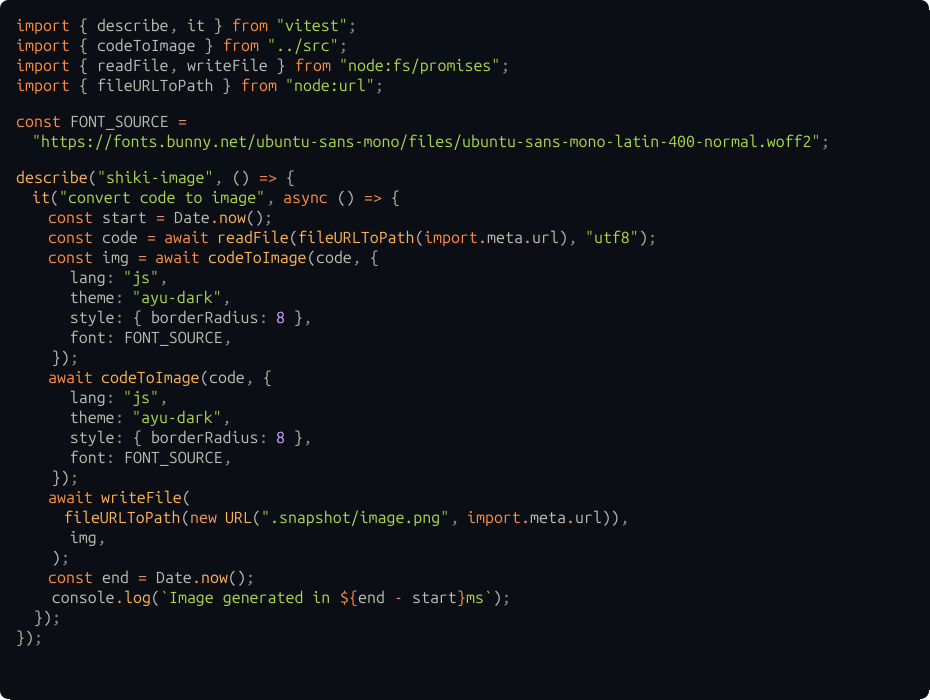 import { describe, it } from "vitest";
import { codeToImage } from "../src";
import { readFile, writeFile } from "node:fs/promises";
import { fileURLToPath } from "node:url";

const FONT_SOURCE =
  "https://fonts.bunny.net/ubuntu-sans-mono/files/ubuntu-sans-mono-latin-400-normal.woff2";

describe("shiki-image", () => {
  it("convert code to image", async () => {
    const start = Date.now();
    const code = await readFile(fileURLToPath(import.meta.url), "utf8");
    const img = await codeToImage(code, {
      lang: "js",
      theme: "ayu-dark",
      style: { borderRadius: 8 },
      font: FONT_SOURCE,
    });
    await codeToImage(code, {
      lang: "js",
      theme: "ayu-dark",
      style: { borderRadius: 8 },
      font: FONT_SOURCE,
    });
    await writeFile(
      fileURLToPath(new URL(".snapshot/image.png", import.meta.url)),
      img,
    );
    const end = Date.now();
    console.log(`Image generated in ${end - start}ms`);
  });
});